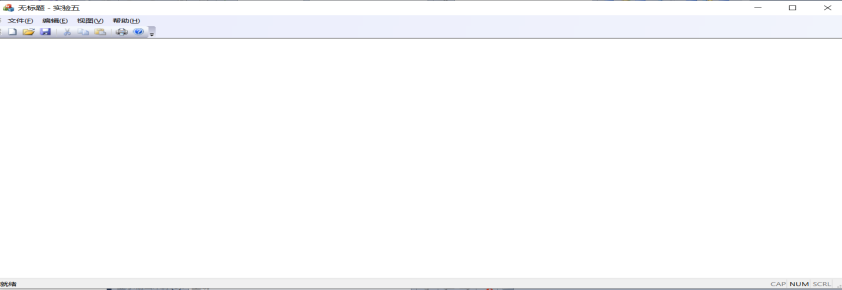 无标题 - 实验五
文件(F) 编辑(E) 视图(V) 帮助(H)
就绪 CAP NUM SCRL